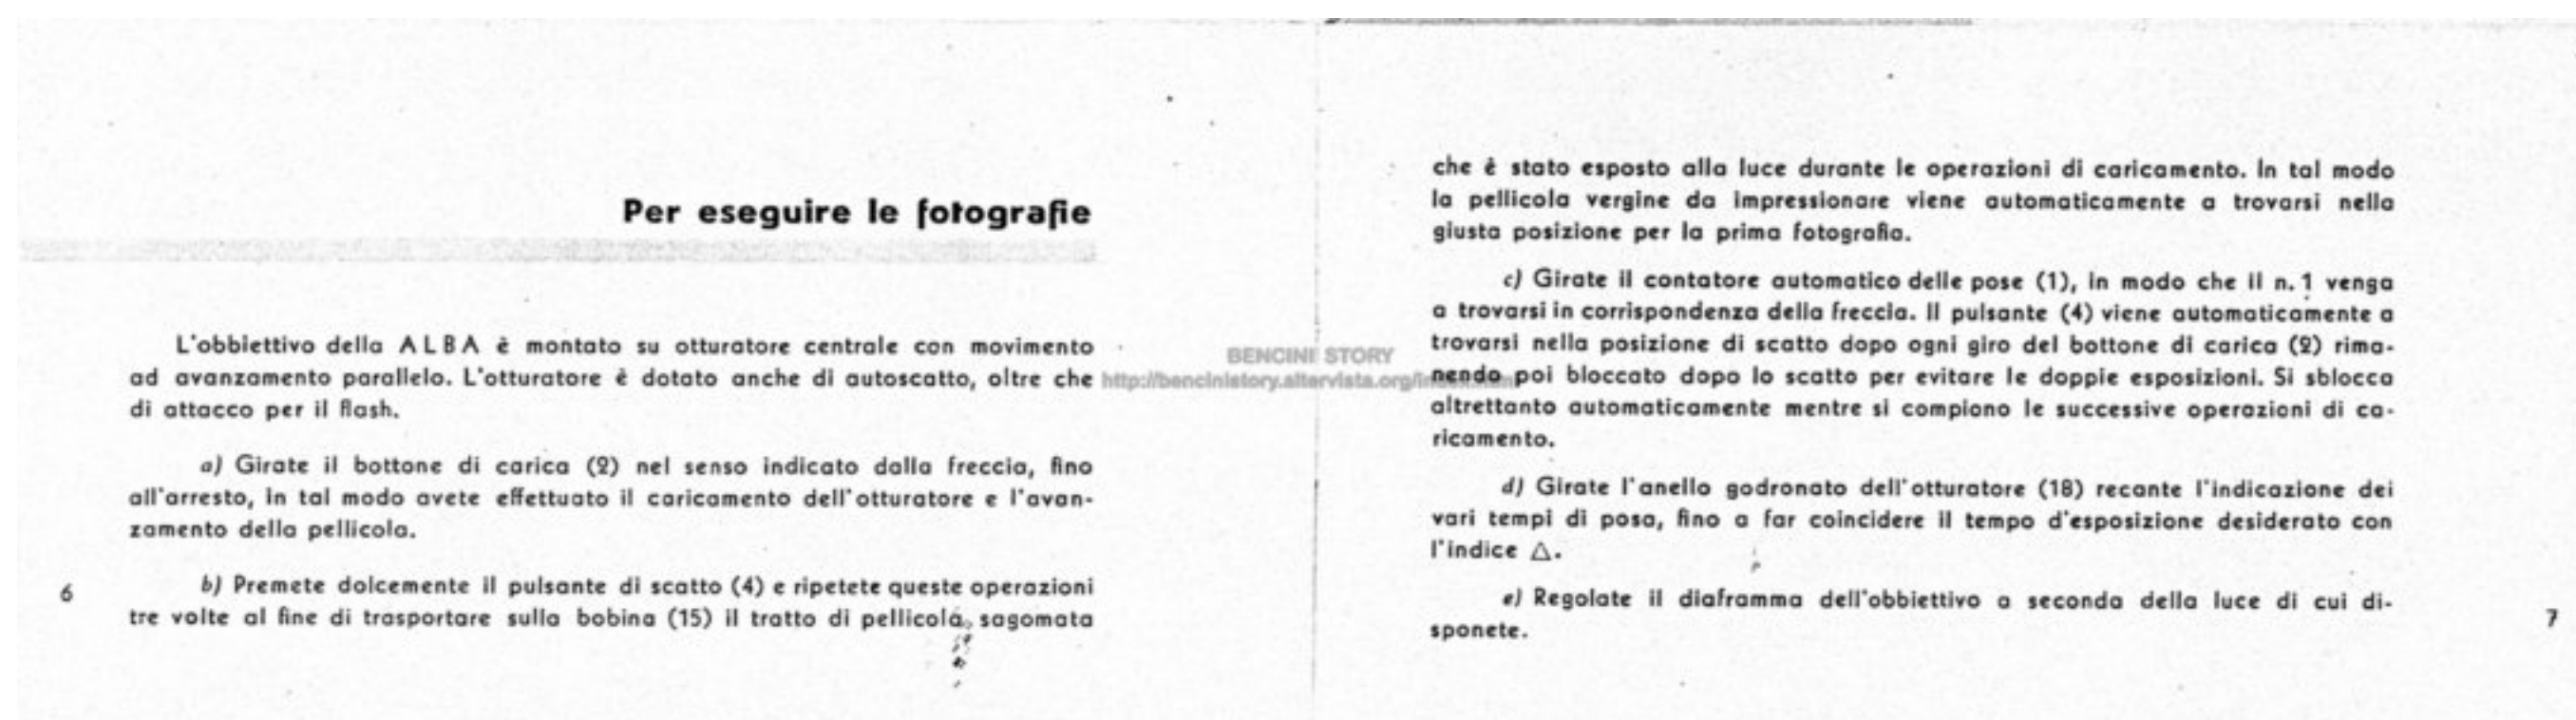 Per eseguire le fotografie
L'obbiettivo della ALBA è montato su otturatore centrale con movimento
ad avanzamento parallelo. L'otturatore è dotato anche di autoscatto, oltre che
di attacco per il flash.
a) Girate il bottone di carica (2) nel senso indicato dalla freccia, fino
all'arresto, in tal modo avete effettuato il caricamento dell'otturatore e l'avan-
zamento della pellicola.
b) Premete dolcemente il pulsante di scatto (4) e ripetete queste operazioni
tre volte al fine di trasportare sulla bobina (15) il tratto di pellicola, sagomata
6
BENCINI STORY
che è stato esposto alla luce durante le operazioni di caricamento. In tal modo
la pellicola vergine da impressionare viene automaticamente a trovarsi nella
giusta posizione per la prima fotografia.
c) Girate il contatore automatico delle pose (1), in modo che il n. 1 venga
a trovarsi in corrispondenza della freccia. Il pulsante (4) viene automaticamente a
trovarsi nella posizione di scatto dopo ogni giro del bottone di carica (2) rima-
nendo poi bloccato dopo lo scatto per evitare le doppie esposizioni. Si sblocca
altrettanto automaticamente mentre si compiono le successive operazioni di ca-
ricamento.
d) Girate l'anello godronato dell'otturatore (18) recante l'indicazione dei
vari tempi di posa, fino a far coincidere il tempo d'esposizione desiderato con
l'indice △.
e) Regolate il diaframma dell'obbiettivo a seconda della luce di cui di-
sponete.
7